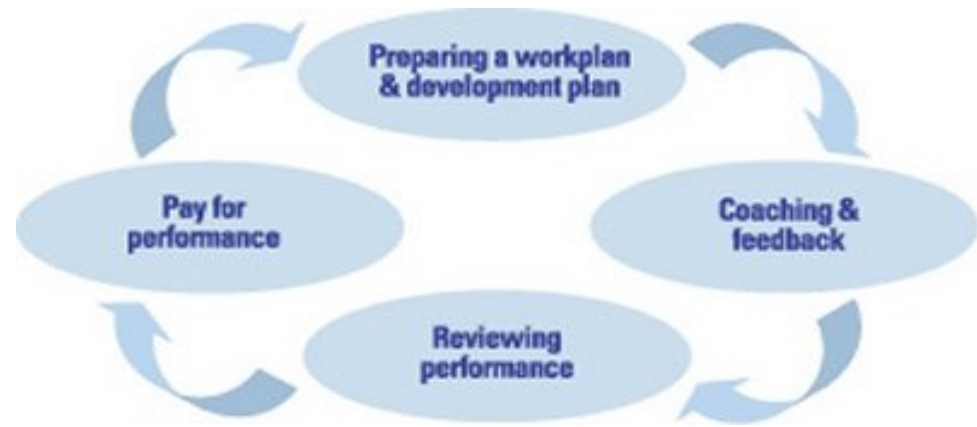 Preparing a workplan
& development plan
Pay for
performance
Coaching &
feedback
Reviewing
performance